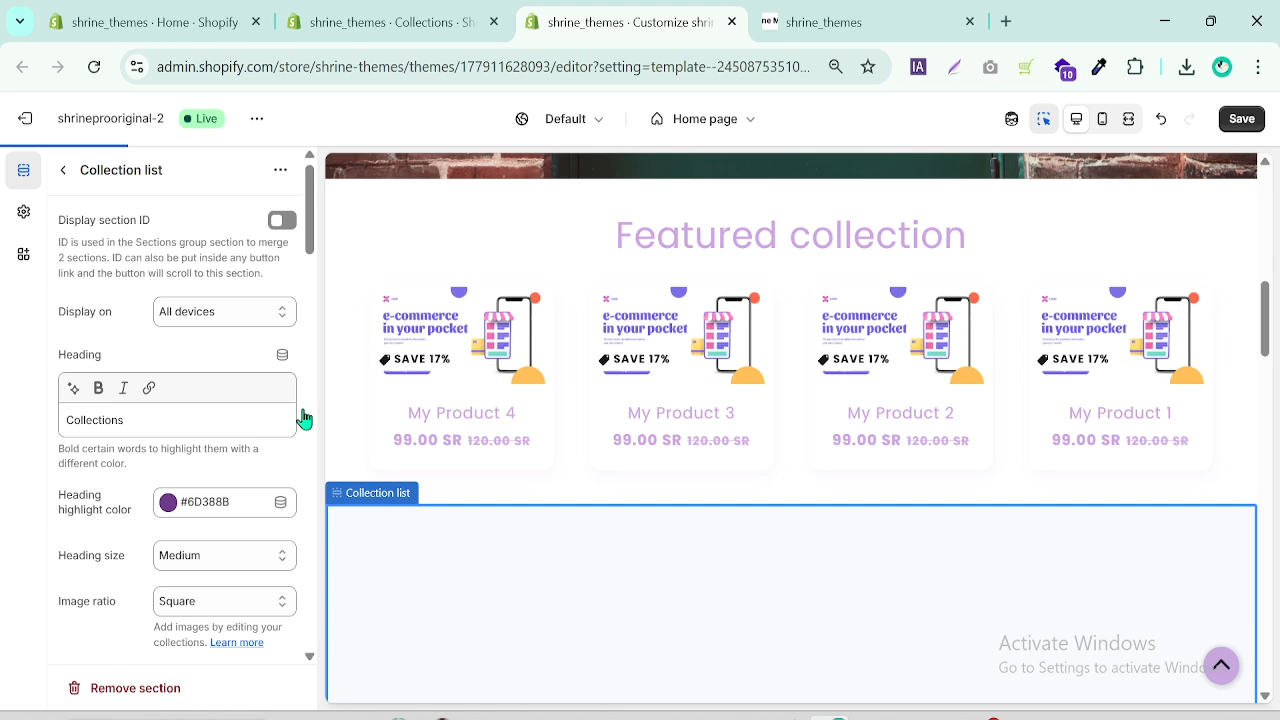 shrine_themes · Home · Shopify
shrine_themes · Collections · Sh
shrine_themes · Customize shrin
shrine_themes
admin.shopify.com/store/shrine-themes/themes/177911628093/editor?setting=template--24508753510...
10
shrineprooriginal-2
Live
Default
Home page
Save
Collection list
Display section ID
ID is used in the Sections group section to merge
2 sections. ID can also be put inside any button
link and the button will scroll to this section.
Display on
All devices
Heading
B I
Collections
Bold certain words to highlight them with a
different color.
Heading
highlight color
#6D388B
Heading size
Medium
Image ratio
Square
Add images by editing your
collections. Learn more
Remove section
Featured collection
e-commerce
in your pocket
SAVE 17%
My Product 4
99.00 SR 120.00 SR
e-commerce
in your pocket
SAVE 17%
My Product 3
99.00 SR 120.00 SR
e-commerce
in your pocket
SAVE 17%
My Product 2
99.00 SR 120.00 SR
e-commerce
in your pocket
SAVE 17%
My Product 1
99.00 SR 120.00 SR
Collection list
Activate Windows
Go to Settings to activate Windo